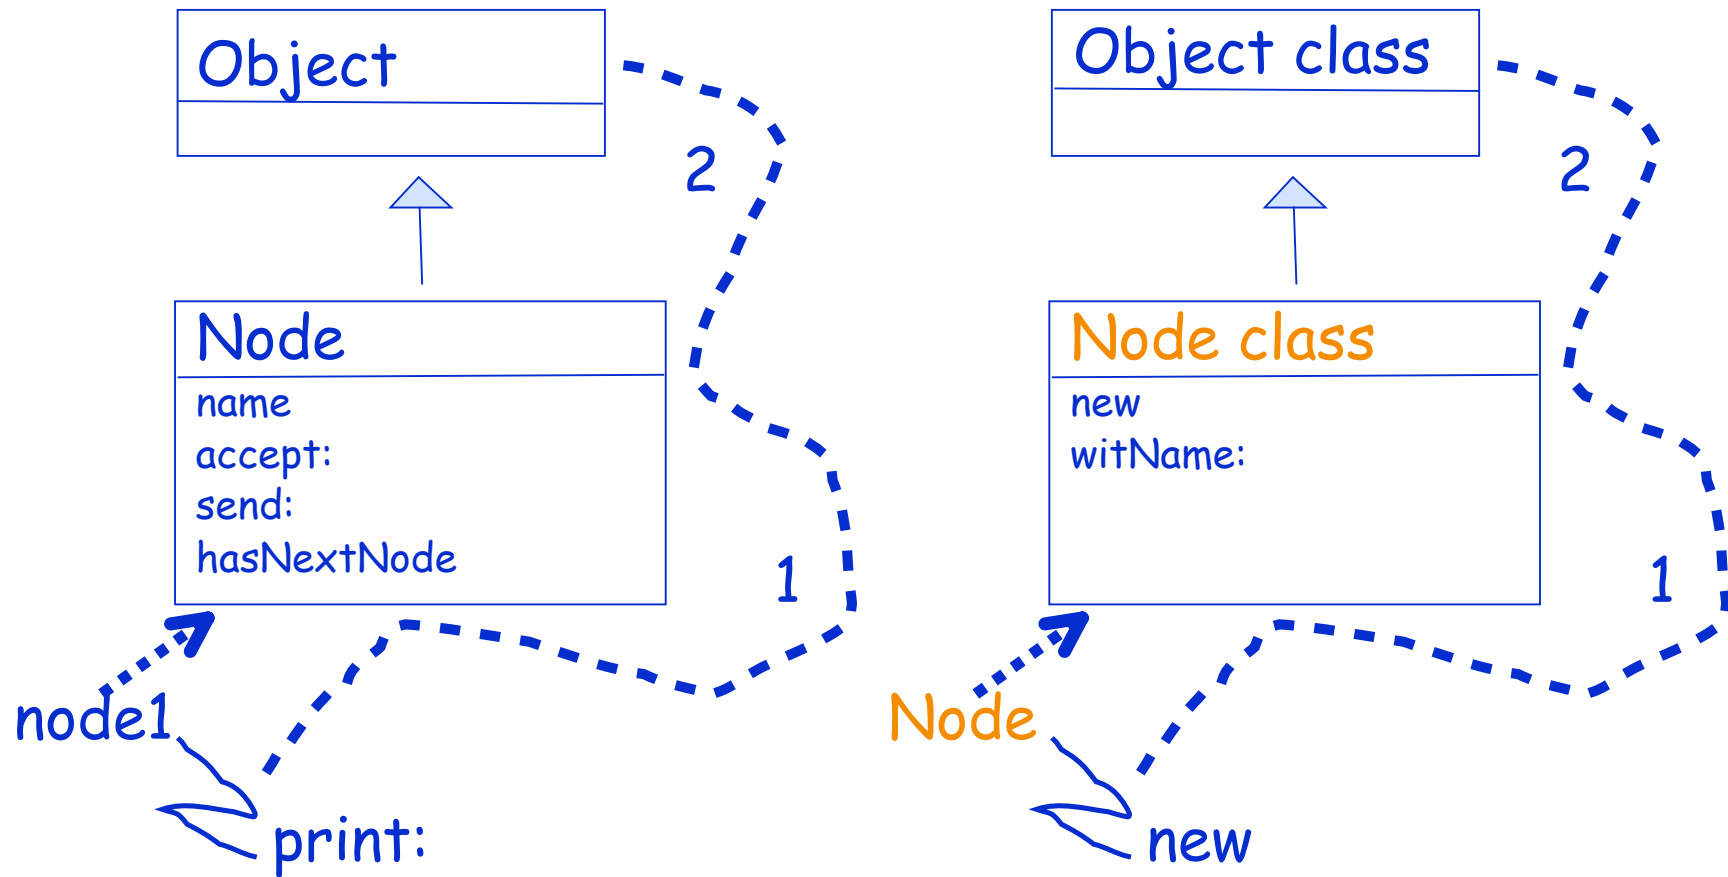 Object
2
Node
name
accept:
send:
hasNextNode
1
node1
print:
Object class
2
Node class
new
witName:
1
Node
new